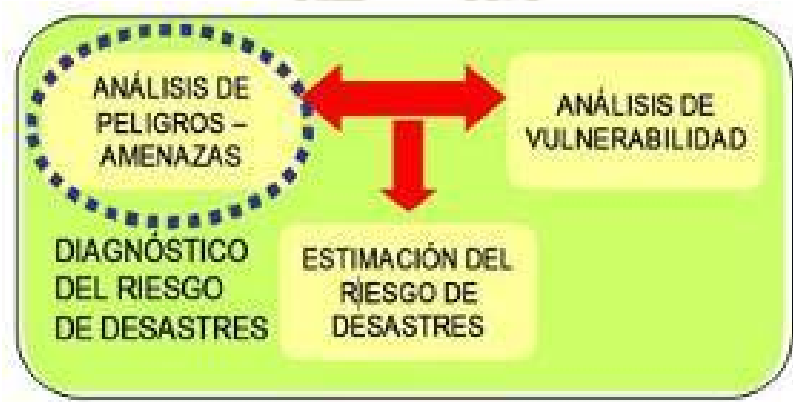 ANÁLISIS DE
PELIGROS –
AMENAZAS
ANÁLISIS DE
VULNERABILIDAD
DIAGNÓSTICO
DEL RIESGO
DE DESASTRES
ESTIMACIÓN DEL
RIESGO DE
DESASTRES